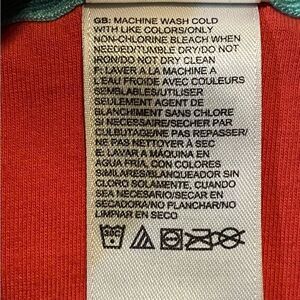 GB: MACHINE WASH COLD
WITH LIKE COLORS/ONLY
NON-CHLORINE BLEACH WHEN
NEEDED/TUMBLE DRY/DO NOT
IRON/DO NOT DRY CLEAN
F: LAVER A LA MACHINE A
L'EAU FROIDE AVEC COULEURS
SEMBLABLES/UTILISER
SEULEMENT AGENT DE
BLANCHIMENT SANS CHLORE
SI NECESSAIRE/SECHER PAR
CULBUTAGE/NE PAS REPASSER/
NE PAS NETTOYER À SEC
E: LAVAR A MÁQUINA EN
AGUA FRIA, CON COLORES
SIMILARES/BLANQUEADOR SIN
CLORO SOLAMENTE, CUANDO
SEA NECESARIO/SECAR EN
SECADORA/NO PLANCHAR/NO
LIMPIAR EN SECO